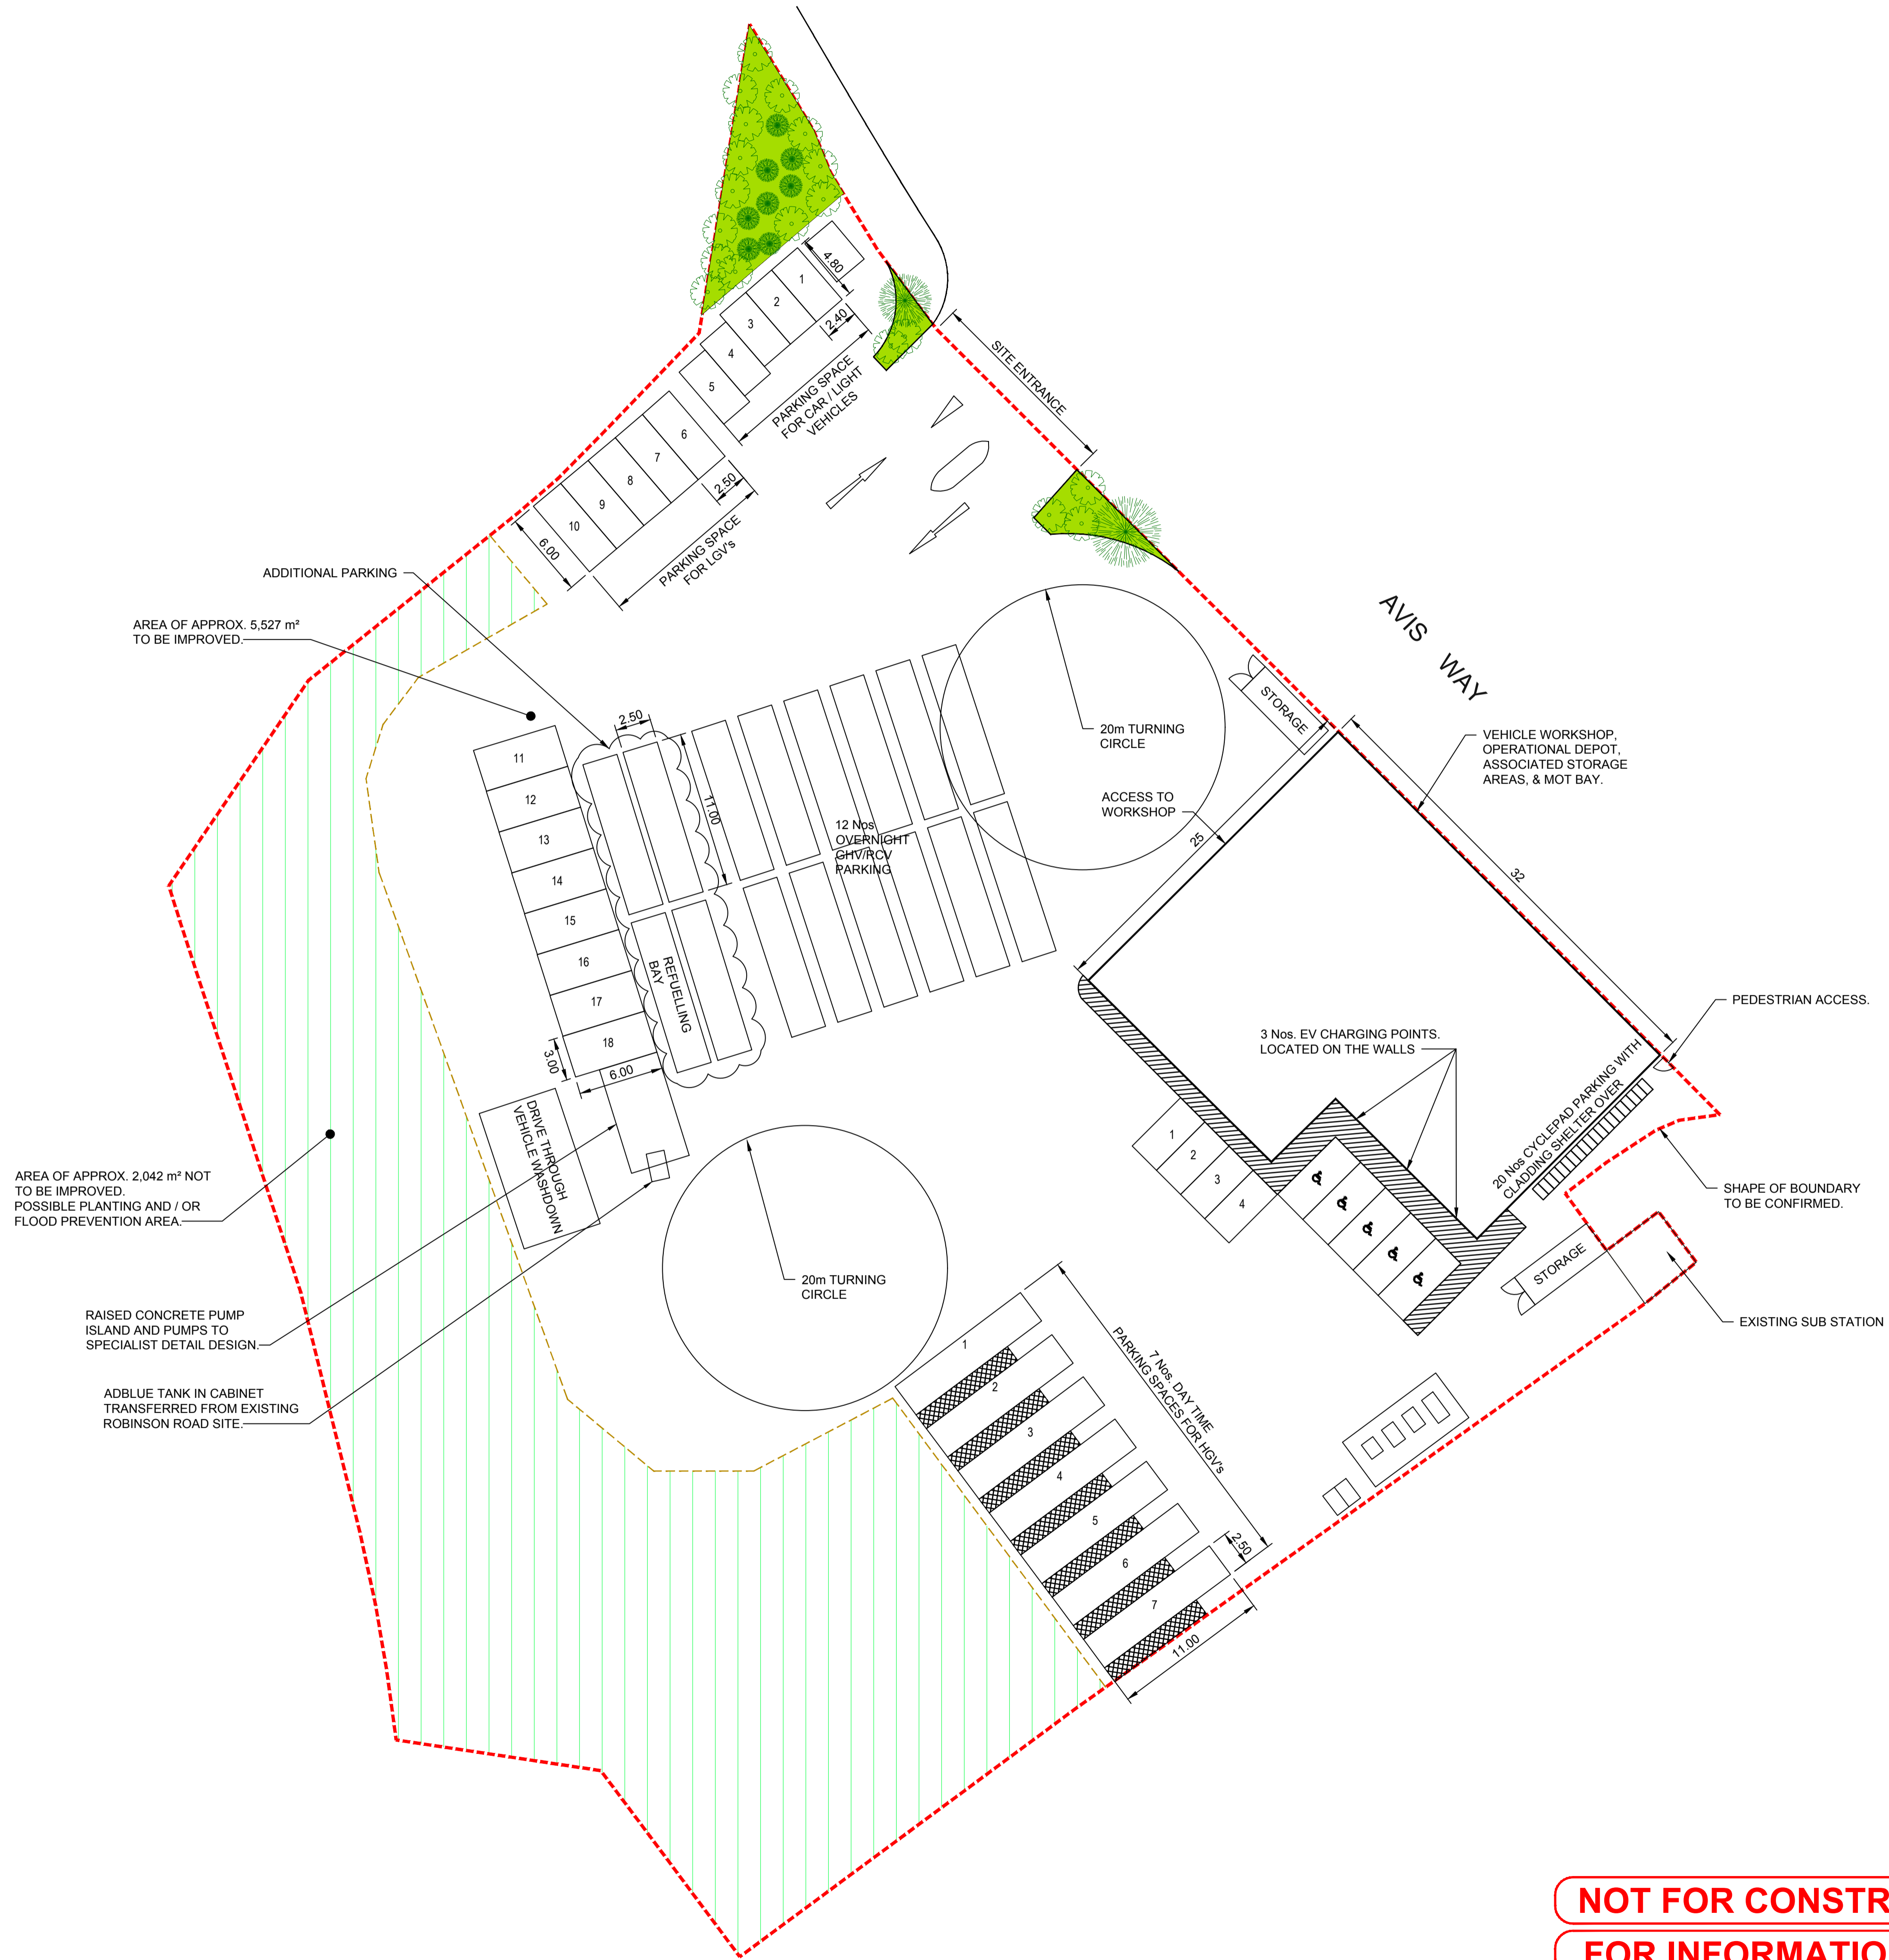 1
2
3
4
5
4.80
2.40
PARKING SPACE
FOR CAR / LIGHT
VEHICLES
SITE ENTRANCE
6
7
8
9
10
2.50
6.00
PARKING SPACE
FOR LGV's
ADDITIONAL PARKING
AREA OF APPROX. 5,527 m²
TO BE IMPROVED.
AVIS WAY
STORAGE
20m TURNING
CIRCLE
VEHICLE WORKSHOP,
OPERATIONAL DEPOT,
ASSOCIATED STORAGE
AREAS, & MOT BAY.
ACCESS TO
WORKSHOP
25
32
2.50
11.00
12 Nos
OVERNIGHT
GHV/RCV
PARKING
11
12
13
14
15
16
17
18
REFUELLING
BAY
3.00
6.00
DRIVE THROUGH
VEHICLE WASHDOWN
PEDESTRIAN ACCESS.
3 Nos. EV CHARGING POINTS.
LOCATED ON THE WALLS
20 Nos CYCLEPAD PARKING WITH
CLADDING SHELTER OVER
1
2
3
4
SHAPE OF BOUNDARY
TO BE CONFIRMED.
STORAGE
EXISTING SUB STATION
AREA OF APPROX. 2,042 m² NOT
TO BE IMPROVED.
POSSIBLE PLANTING AND / OR
FLOOD PREVENTION AREA.
RAISED CONCRETE PUMP
ISLAND AND PUMPS TO
SPECIALIST DETAIL DESIGN.
ADBLUE TANK IN CABINET
TRANSFERRED FROM EXISTING
ROBINSON ROAD SITE.
20m TURNING
CIRCLE
7 Nos. DAY TIME
PARKING SPACES FOR HGV's
1
2
3
4
5
6
7
2.50
11.00
NOT FOR CONSTR
FOR INFORMATIO